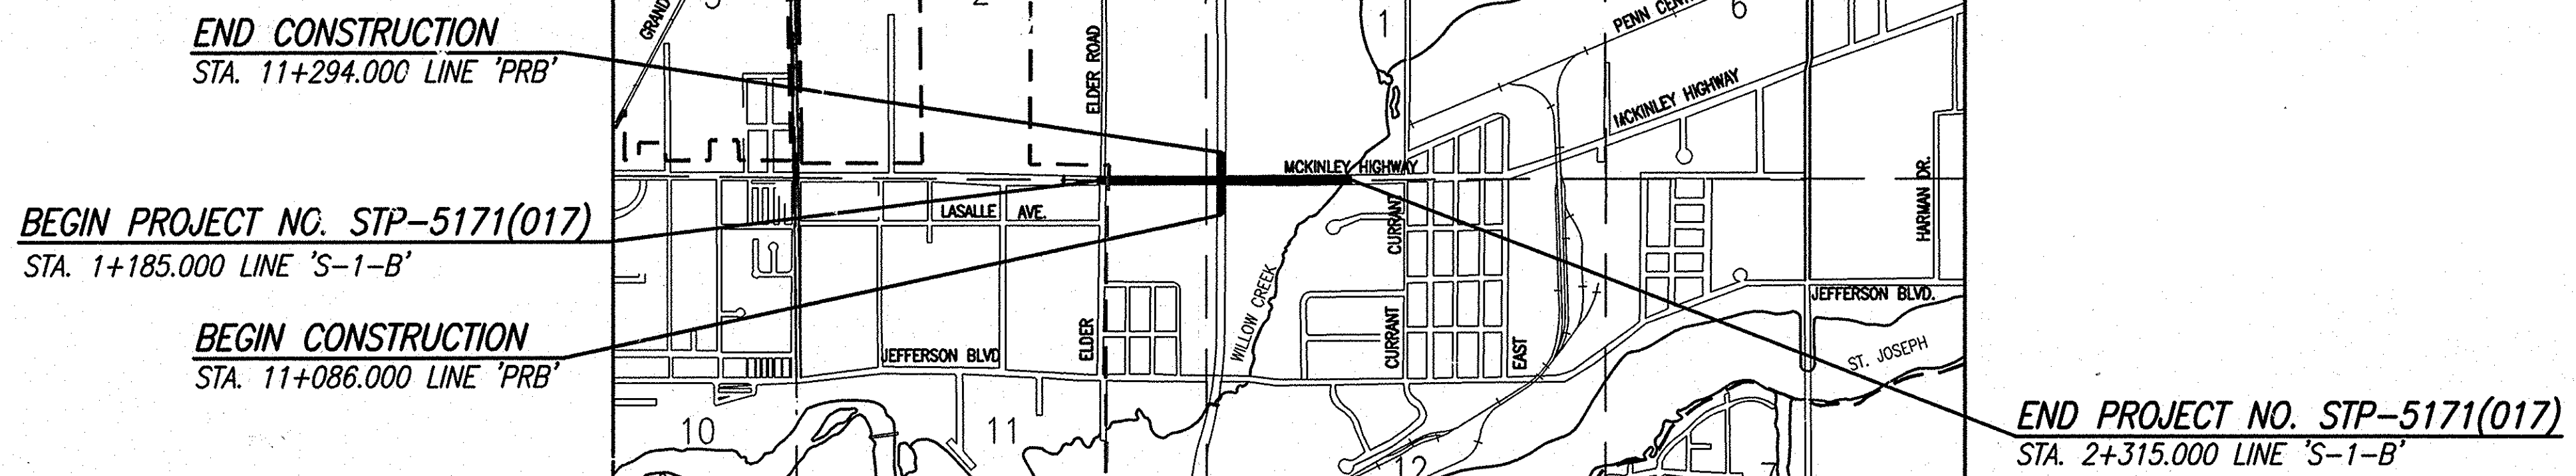 END CONSTRUCTION
STA. 11+294.000 LINE 'PRB'
BEGIN PROJECT NO. STP-5171(017)
STA. 1+185.000 LINE 'S-1-B'
BEGIN CONSTRUCTION
STA. 11+086.000 LINE 'PRB'
GRAND
2
ELDER ROAD
1
PENN
6
MCKINLEY HIGHWAY
MCKINLEY HIGHWAY
LASALLE AVE.
CURRANT
HARMAN DR.
WILLOW CREEK
JEFFERSON BLVD.
ELDER
JEFFERSON BLVD
CURRANT
EAST
ST. JOSEPH
10
11
12
END PROJECT NO. STP-5171(017)
STA. 2+315.000 LINE 'S-1-B'